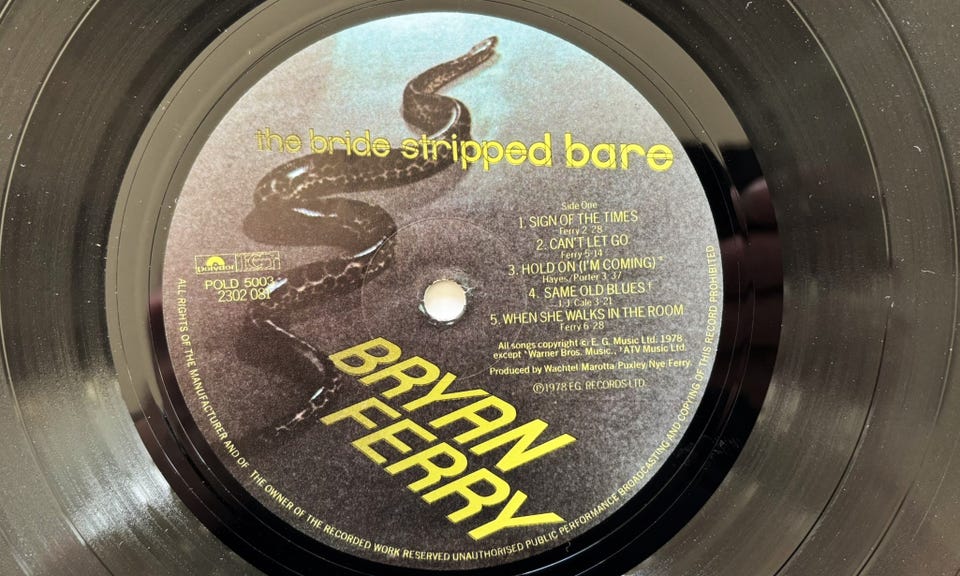 the bride stripped bare
Side One
1. SIGN OF THE TIMES
Ferry 2·28
2. CAN'T LET GO
Ferry 5·14
3. HOLD ON (I'M COMING)*
Hayes/Porter 3, 37
4. SAME OLD BLUES†
J. J. Cale 3·21
5. WHEN SHE WALKS IN THE ROOM
Ferry 6·28
All songs copyright © E. G. Music Ltd. 1978
except *Warner Bros. Music., †ATV Music Ltd.
Produced by Wachtel/Marotta/Puxley/Nye/Ferry.
℗1978 E.G. RECORDS LTD.
polydor
POLD 5003
2302 081
BRYAN
FERRY
ALL RIGHTS OF THE MANUFACTURER AND OF THE OWNER OF THE RECORDED WORK RESERVED UNAUTHORISED PUBLIC PERFORMANCE BROADCASTING AND COPYING OF THIS RECORD PROHIBITED